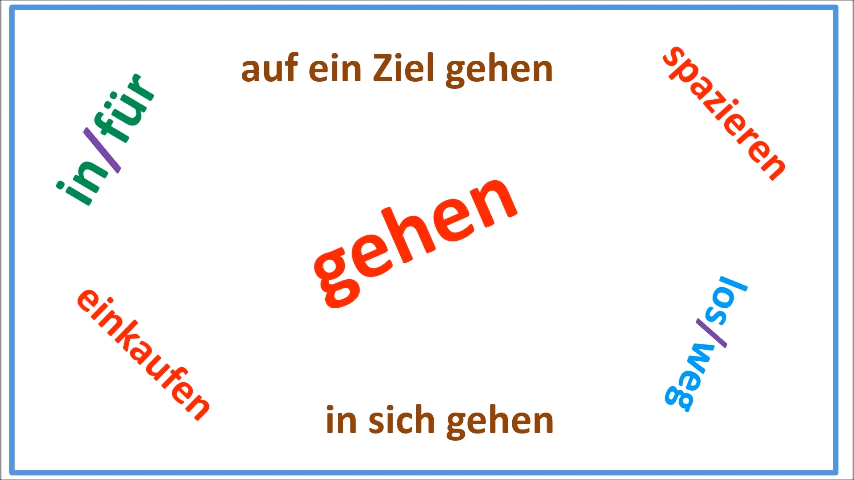 auf ein Ziel gehen
spazieren
in/für
gehen
einkaufen
los/weg
in sich gehen